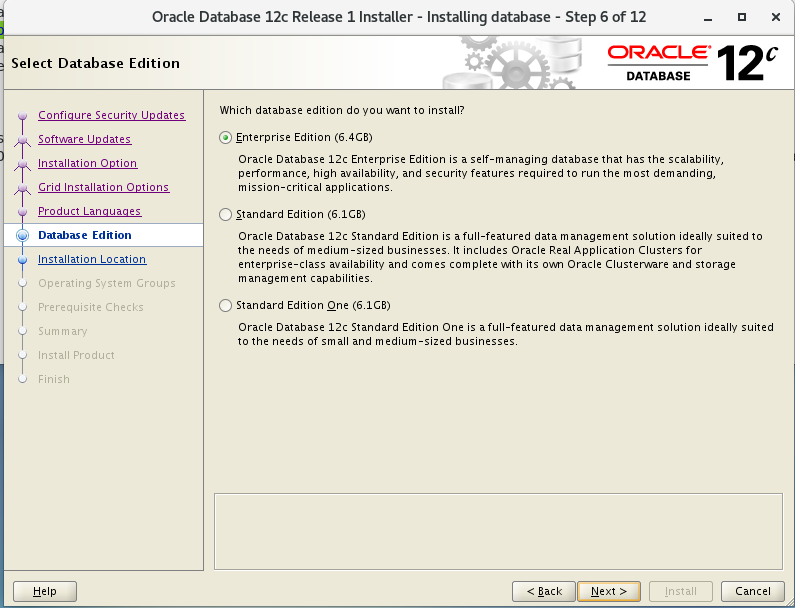 Oracle Database 12c Release 1 Installer - Installing database - Step 6 of 12
Select Database Edition
ORACLE
DATABASE
12c
Configure Security Updates
Software Updates
Installation Option
Grid Installation Options
Product Languages
Database Edition
Installation Location
Operating System Groups
Prerequisite Checks
Summary
Install Product
Finish
Which database edition do you want to install?
Enterprise Edition (6.4GB)
Oracle Database 12c Enterprise Edition is a self-managing database that has the scalability,
performance, high availability, and security features required to run the most demanding,
mission-critical applications.
Standard Edition (6.1GB)
Oracle Database 12c Standard Edition is a full-featured data management solution ideally suited to
the needs of medium-sized businesses. It includes Oracle Real Application Clusters for
enterprise-class availability and comes complete with its own Oracle Clusterware and storage
management capabilities.
Standard Edition One (6.1GB)
Oracle Database 12c Standard Edition One is a full-featured data management solution ideally suited
to the needs of small and medium-sized businesses.
Help
< Back
Next >
Install
Cancel